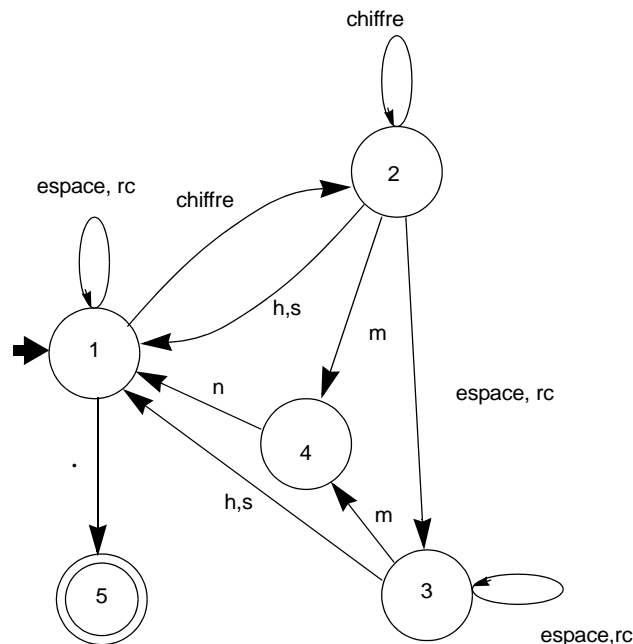 chiffre
2
espace, rc
chiffre
h,s
m
1
n
espace, rc
.
4
h,s
m
5
3
espace,rc